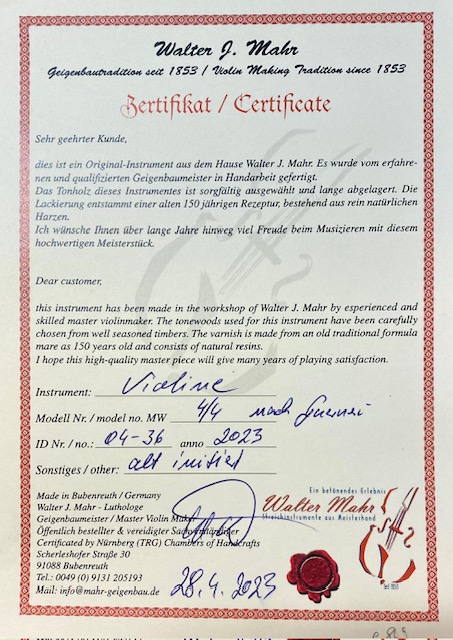 Walter J. Mahr
Geigenbautradition seit 1853 / Violin Making Tradition since 1853
Zertifikat / Certificate
Sehr geehrter Kunde,
dies ist ein Original-Instrument aus dem Hause Walter J. Mahr. Es wurde vom erfahre-
nen und qualifizierten Geigenbaumeister in Handarbeit gefertigt.
Das Tonholz dieses Instrumentes ist sorgfältig ausgewählt und lange abgelagert. Die
Lackierung entstammt einer alten 150 jährigen Rezeptur, bestehend aus rein natürlichen
Harzen.
Ich wünsche Ihnen über lange Jahre hinweg viel Freude beim Musizieren mit diesem
hochwertigen Meisterstück.
Dear customer,
this instrument has been made in the workshop of Walter J. Mahr by esperienced and
skilled master violinmaker. The tonewoods used for this instrument have been carefully
chosen from well seasoned timbers. The varnish is made from an old traditional formula
mare as 150 years old and consists of natural resins.
I hope this high-quality master piece will give many years of playing satisfaction.
Instrument: Violine
Modell Nr. / model no. MW 4/4 nach Guarneri
ID Nr. / no.: 04-36 anno 2023
Sonstiges / other: alt imitiert
Made in Bubenreuth / Germany
Walter J. Mahr - Luthologe
Geigenbaumeister / Master Violin Maker
Öffentlich bestellter & vereidigter Sachverständiger
Certificated by Nürnberg (TRG) Chambers of Handcrafts
Scherleshofer Straße 30
91088 Bubenreuth
Tel.: 0049 (0) 9131 205193
Mail: info@mahr-geigenbau.de
28.4.2023
Ein betönendes Erlebnis
Walter Mahr
Streichinstrumente aus Meisterhand
Seit 1853